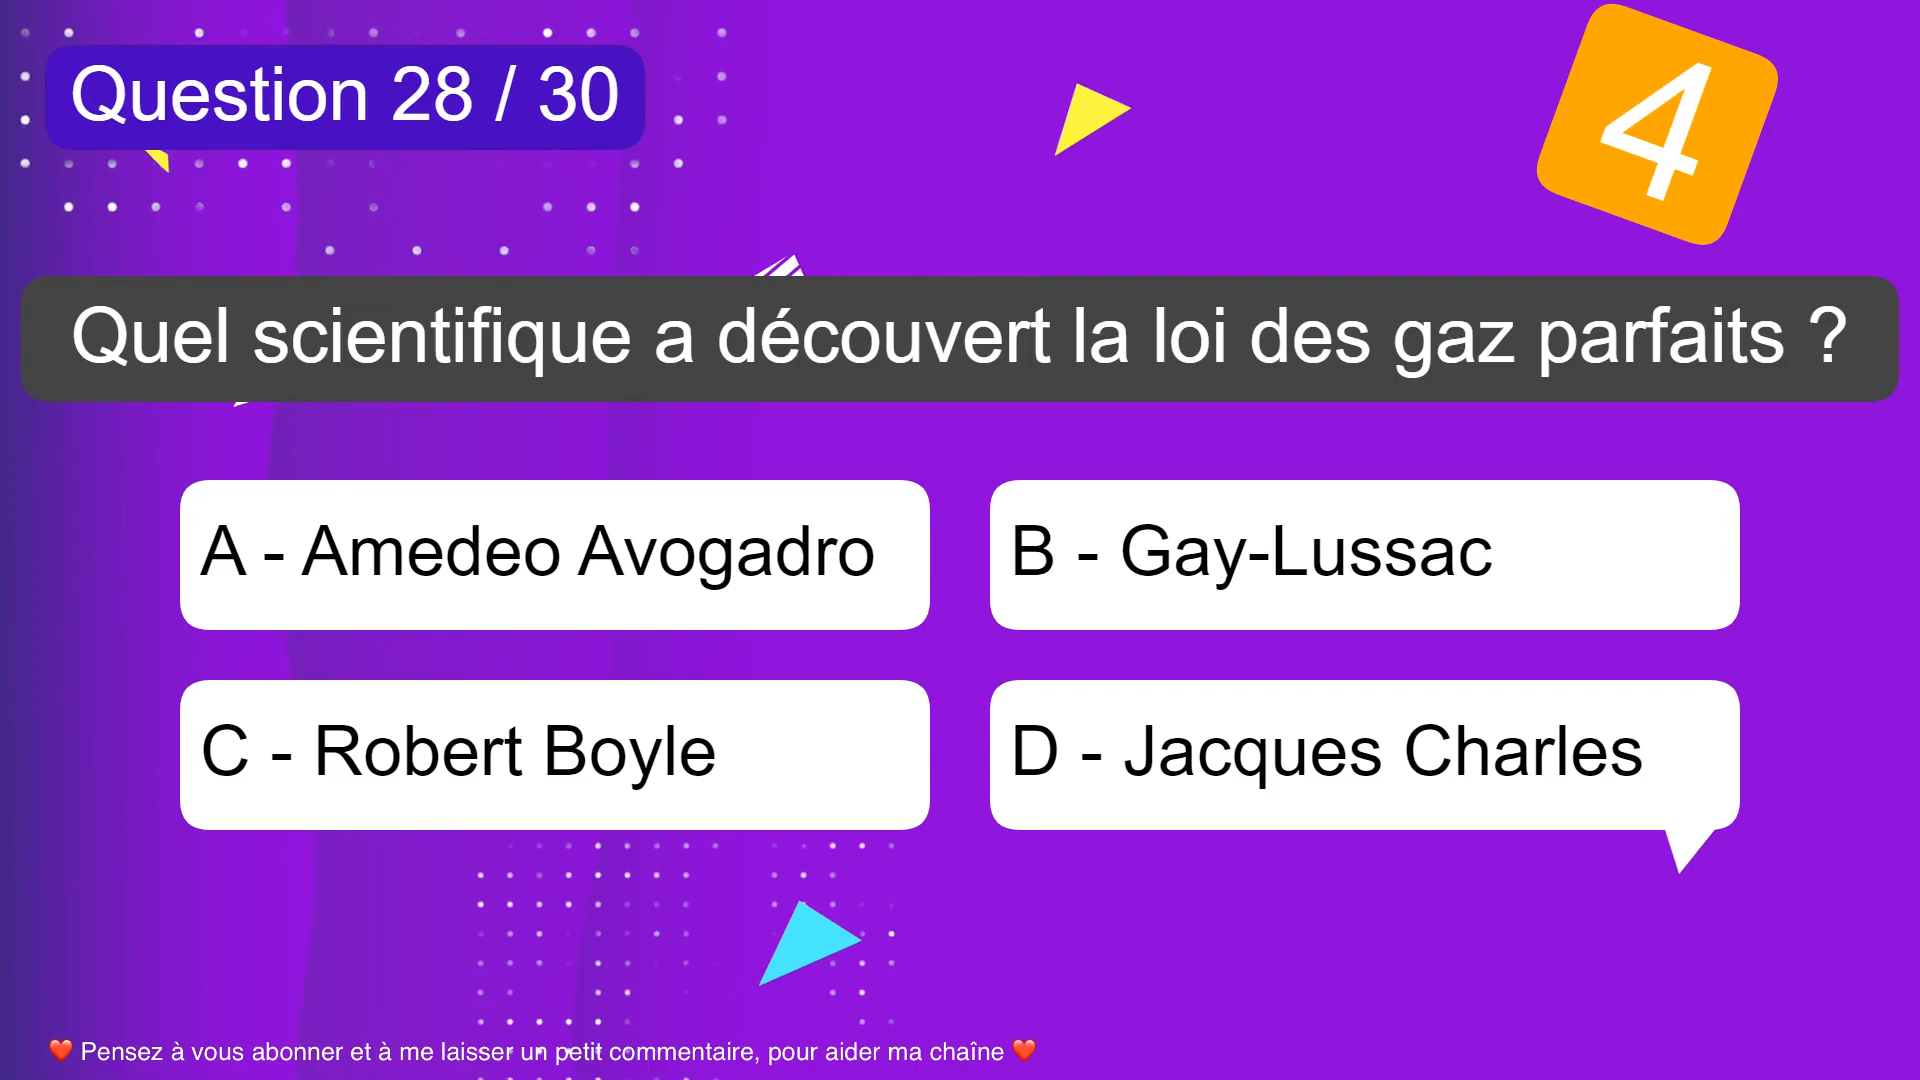 Question 28 / 30
4
Quel scientifique a découvert la loi des gaz parfaits ?
A - Amedeo Avogadro
B - Gay-Lussac
C - Robert Boyle
D - Jacques Charles
❤️ Pensez à vous abonner et à me laisser un petit commentaire, pour aider ma chaîne ❤️